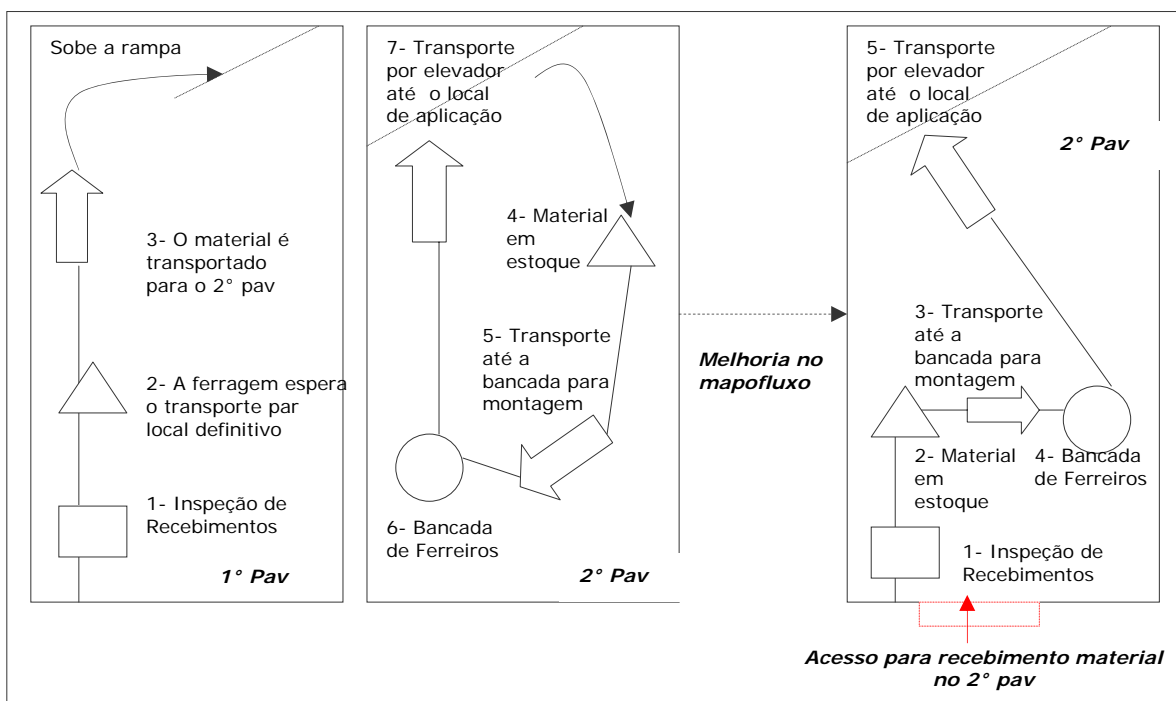 Sobe a rampa
3- O material é
transportado
para o 2° pav
2- A ferragem espera
o transporte par
local definitivo
1- Inspeção de
Recebimentos
1° Pav
7- Transporte
por elevador
até o local
de aplicação
4- Material
em
estoque
5- Transporte
até a
bancada para
montagem
6- Bancada
de Ferreiros
2° Pav
Melhoria no
mapofluxo
5- Transporte
por elevador
até o local
de aplicação
2° Pav
3- Transporte
até a
bancada para
montagem
2- Material
em
estoque
4- Bancada
de Ferreiros
1- Inspeção de
Recebimentos
Acesso para recebimento material
no 2° pav